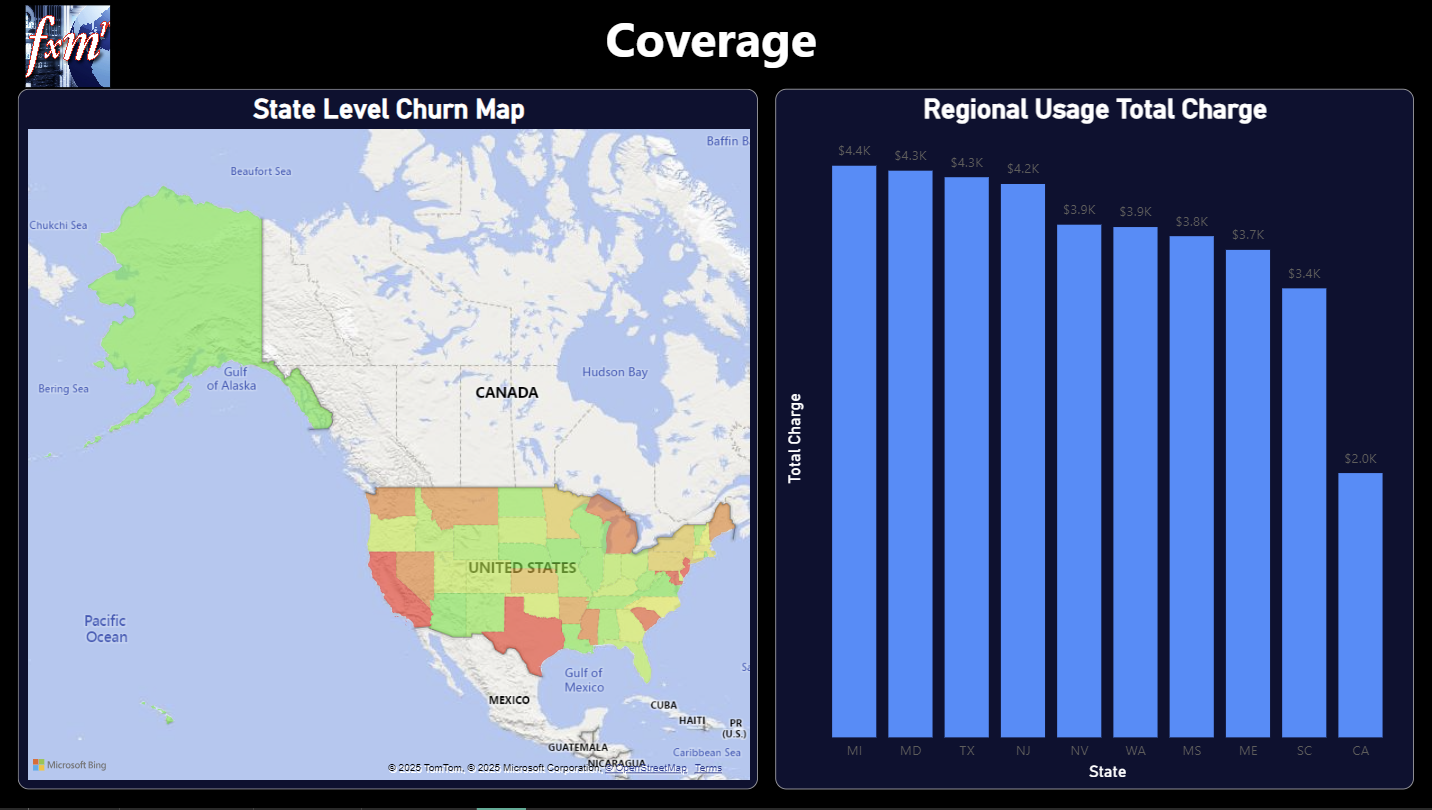 fxm'
Coverage
State Level Churn Map
Baffin B
Beaufort Sea
Chukchi Sea
Gulf
of Alaska
Bering Sea
Hudson Bay
CANADA
UNITED STATES
Pacific
Ocean
Gulf of
Mexico
MEXICO
CUBA
HAITI
PR
(U.S.)
Sa
GUATEMALA
Caribbean Sea
NICARAGUA
Microsoft Bing
© 2025 TomTom, © 2025 Microsoft Corporation, © OpenStreetMap Terms
Regional Usage Total Charge
$4.4K
$4.3K
$4.3K
$4.2K
$3.9K
$3.9K
$3.8K
$3.7K
$3.4K
$2.0K
Total Charge
MI MD TX NJ NV WA MS ME SC CA
State